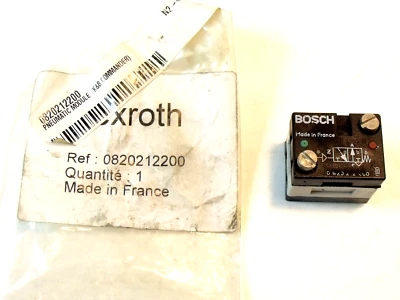 0820212200
PNEUMATIC MODULE
exroth
Ref : 0820212200
Quantité : 1
Made in France
BOSCH
Made in France